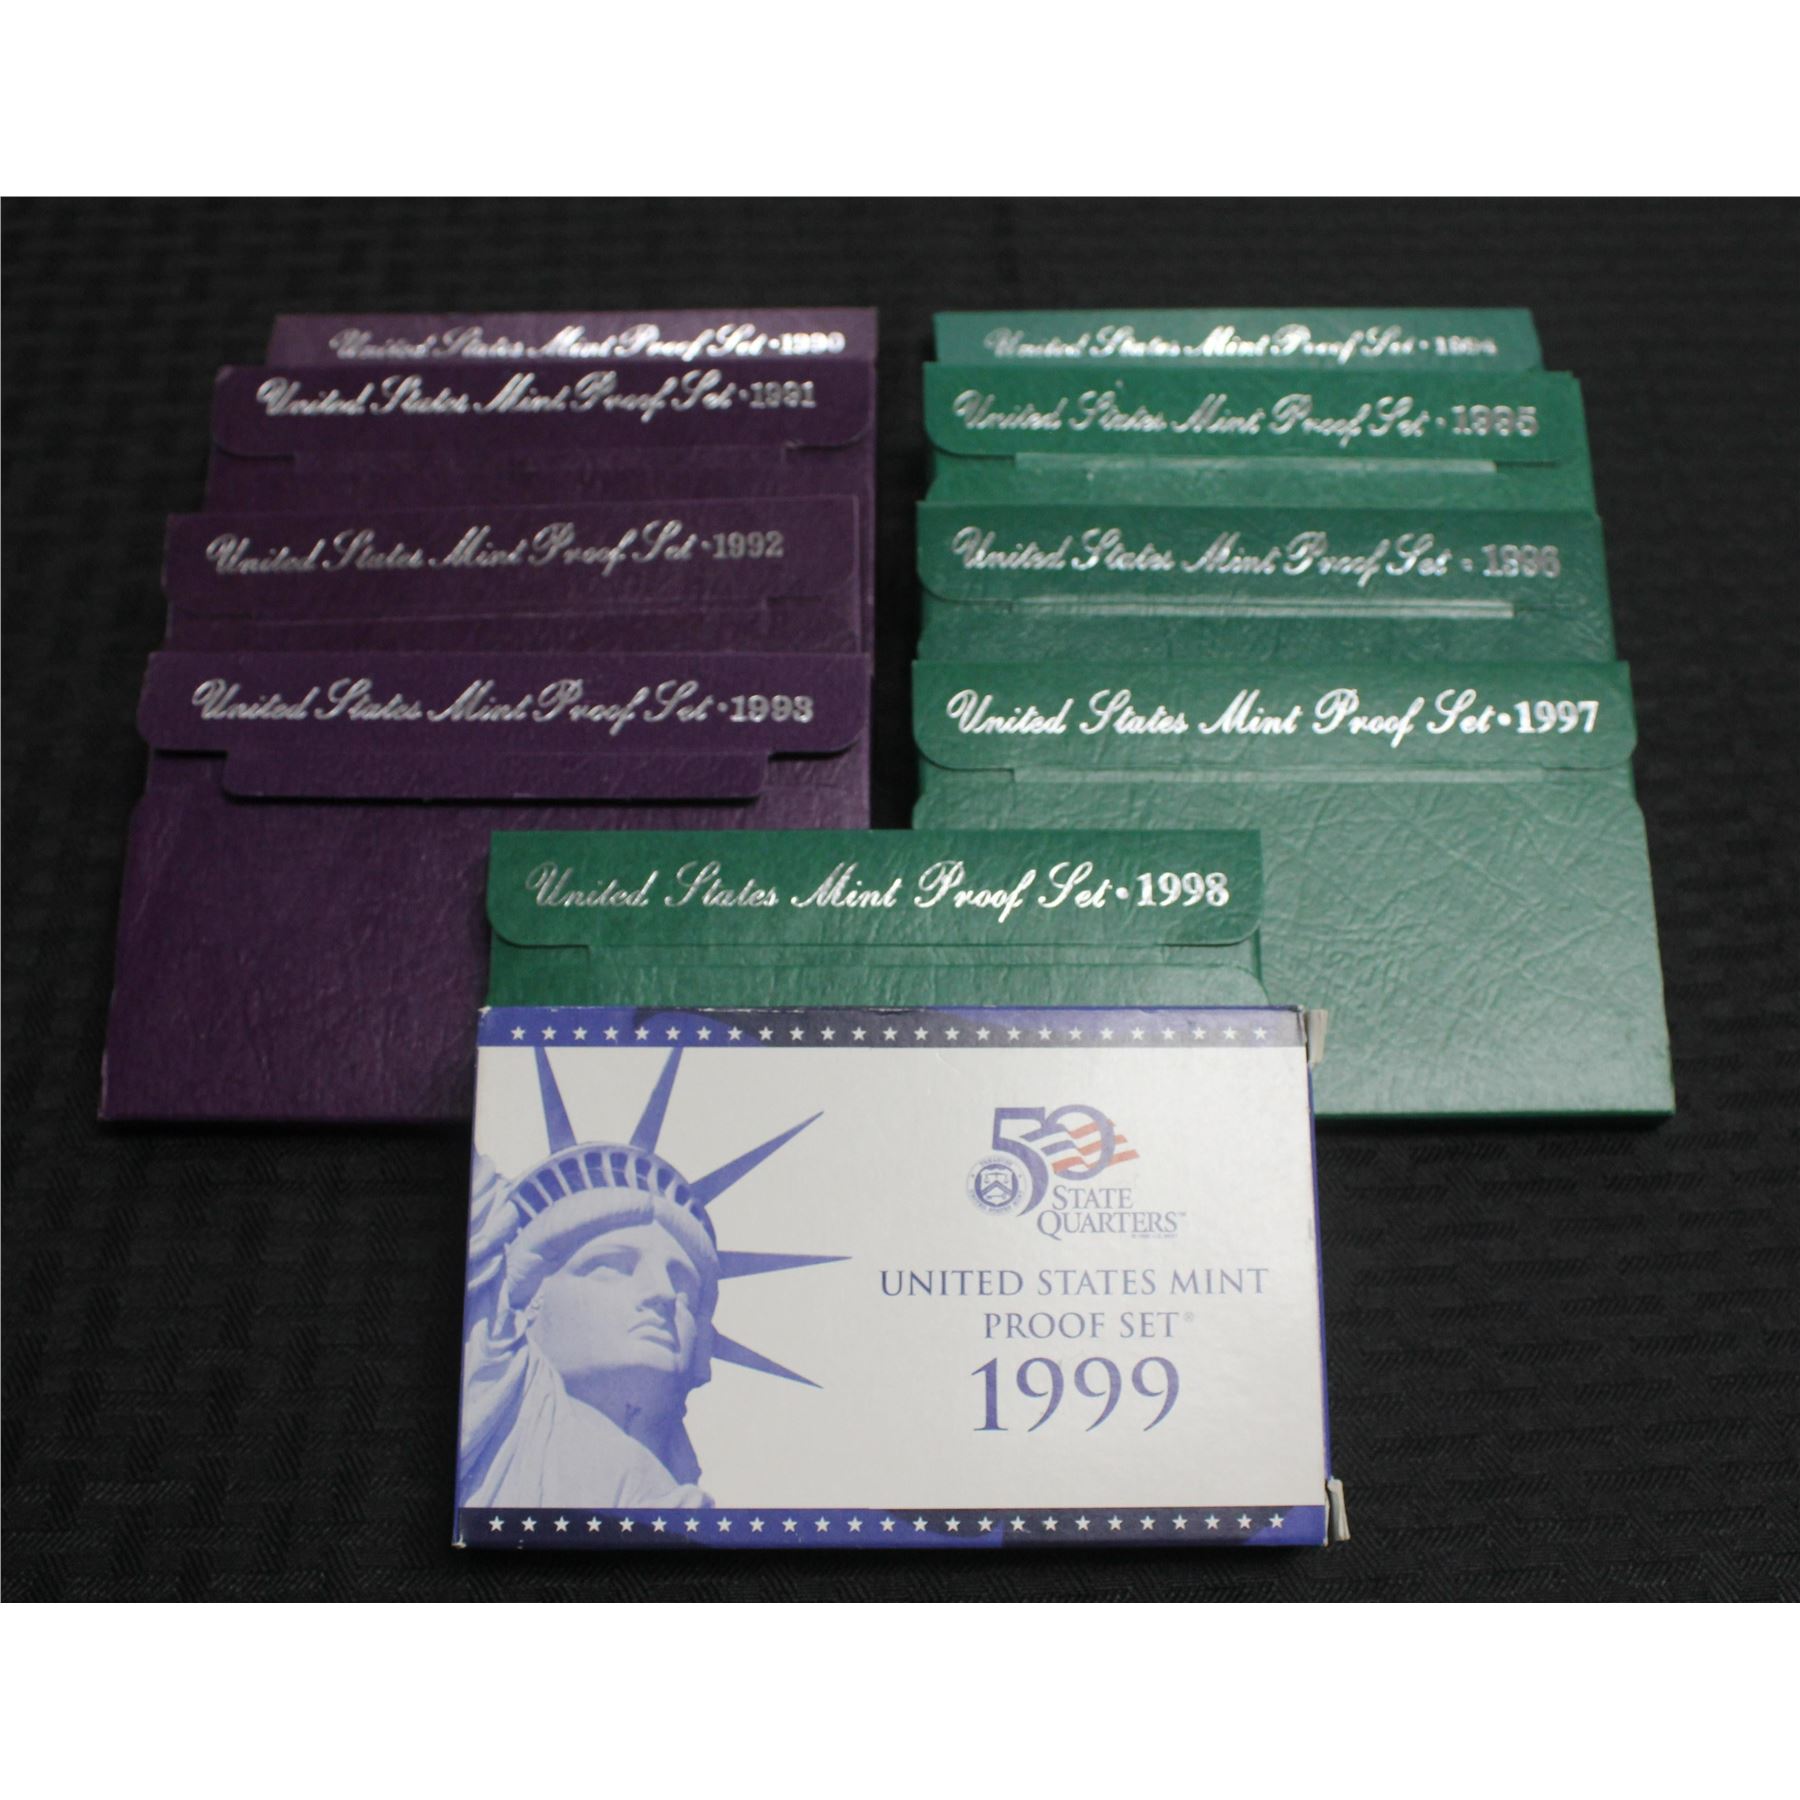 United States Mint Proof Set • 1990
United States Mint Proof Set • 1991
United States Mint Proof Set • 1992
United States Mint Proof Set • 1993
United States Mint Proof Set • 1994
United States Mint Proof Set • 1995
United States Mint Proof Set • 1996
United States Mint Proof Set • 1997
United States Mint Proof Set • 1998
50
STATE
QUARTERS™
UNITED STATES MINT
PROOF SET®
1999